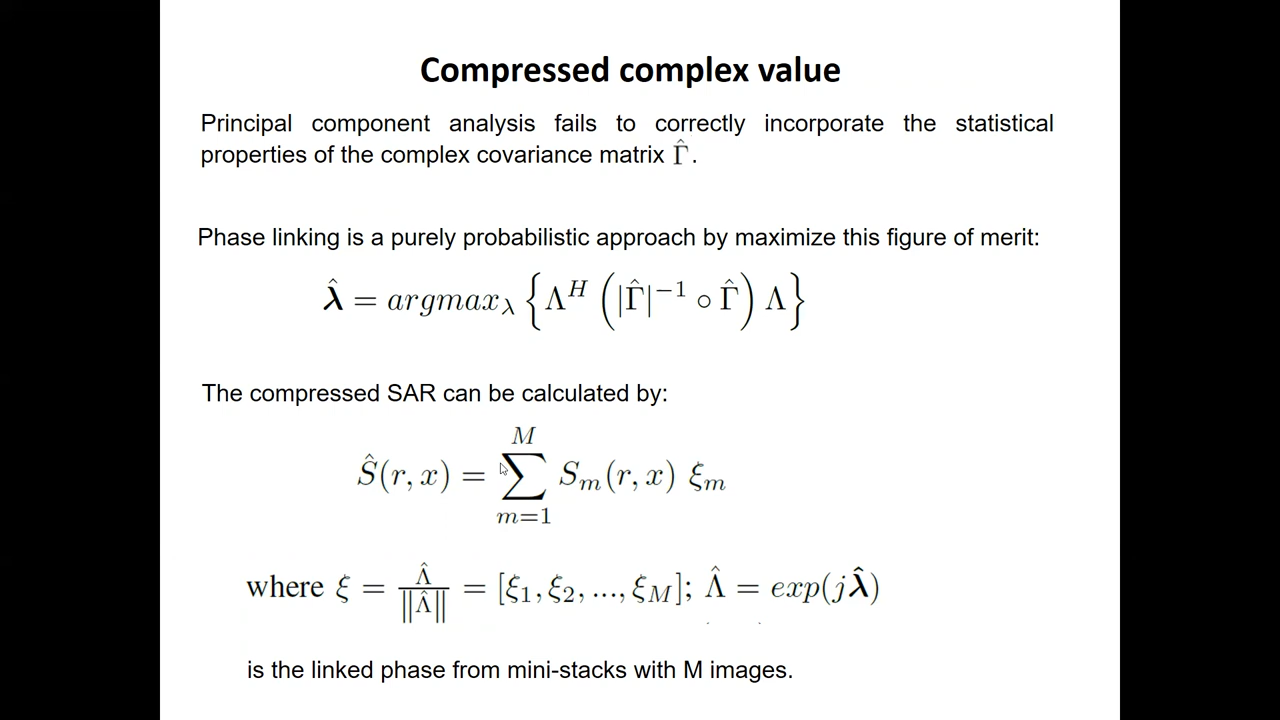 Compressed complex value
Principal component analysis fails to correctly incorporate the statistical
properties of the complex covariance matrix Γ̂.
Phase linking is a purely probabilistic approach by maximize this figure of merit:
λ̂ = argmax_λ { Λ^H ( |Γ̂|^−1 ∘ Γ̂ ) Λ }
The compressed SAR can be calculated by:
Ŝ(r, x) = ∑_{m=1}^{M} S_m(r, x) ξ_m
where ξ = Λ̂ / ||Λ̂|| = [ξ_1, ξ_2, ..., ξ_M]; Λ̂ = exp(jλ̂)
is the linked phase from mini-stacks with M images.